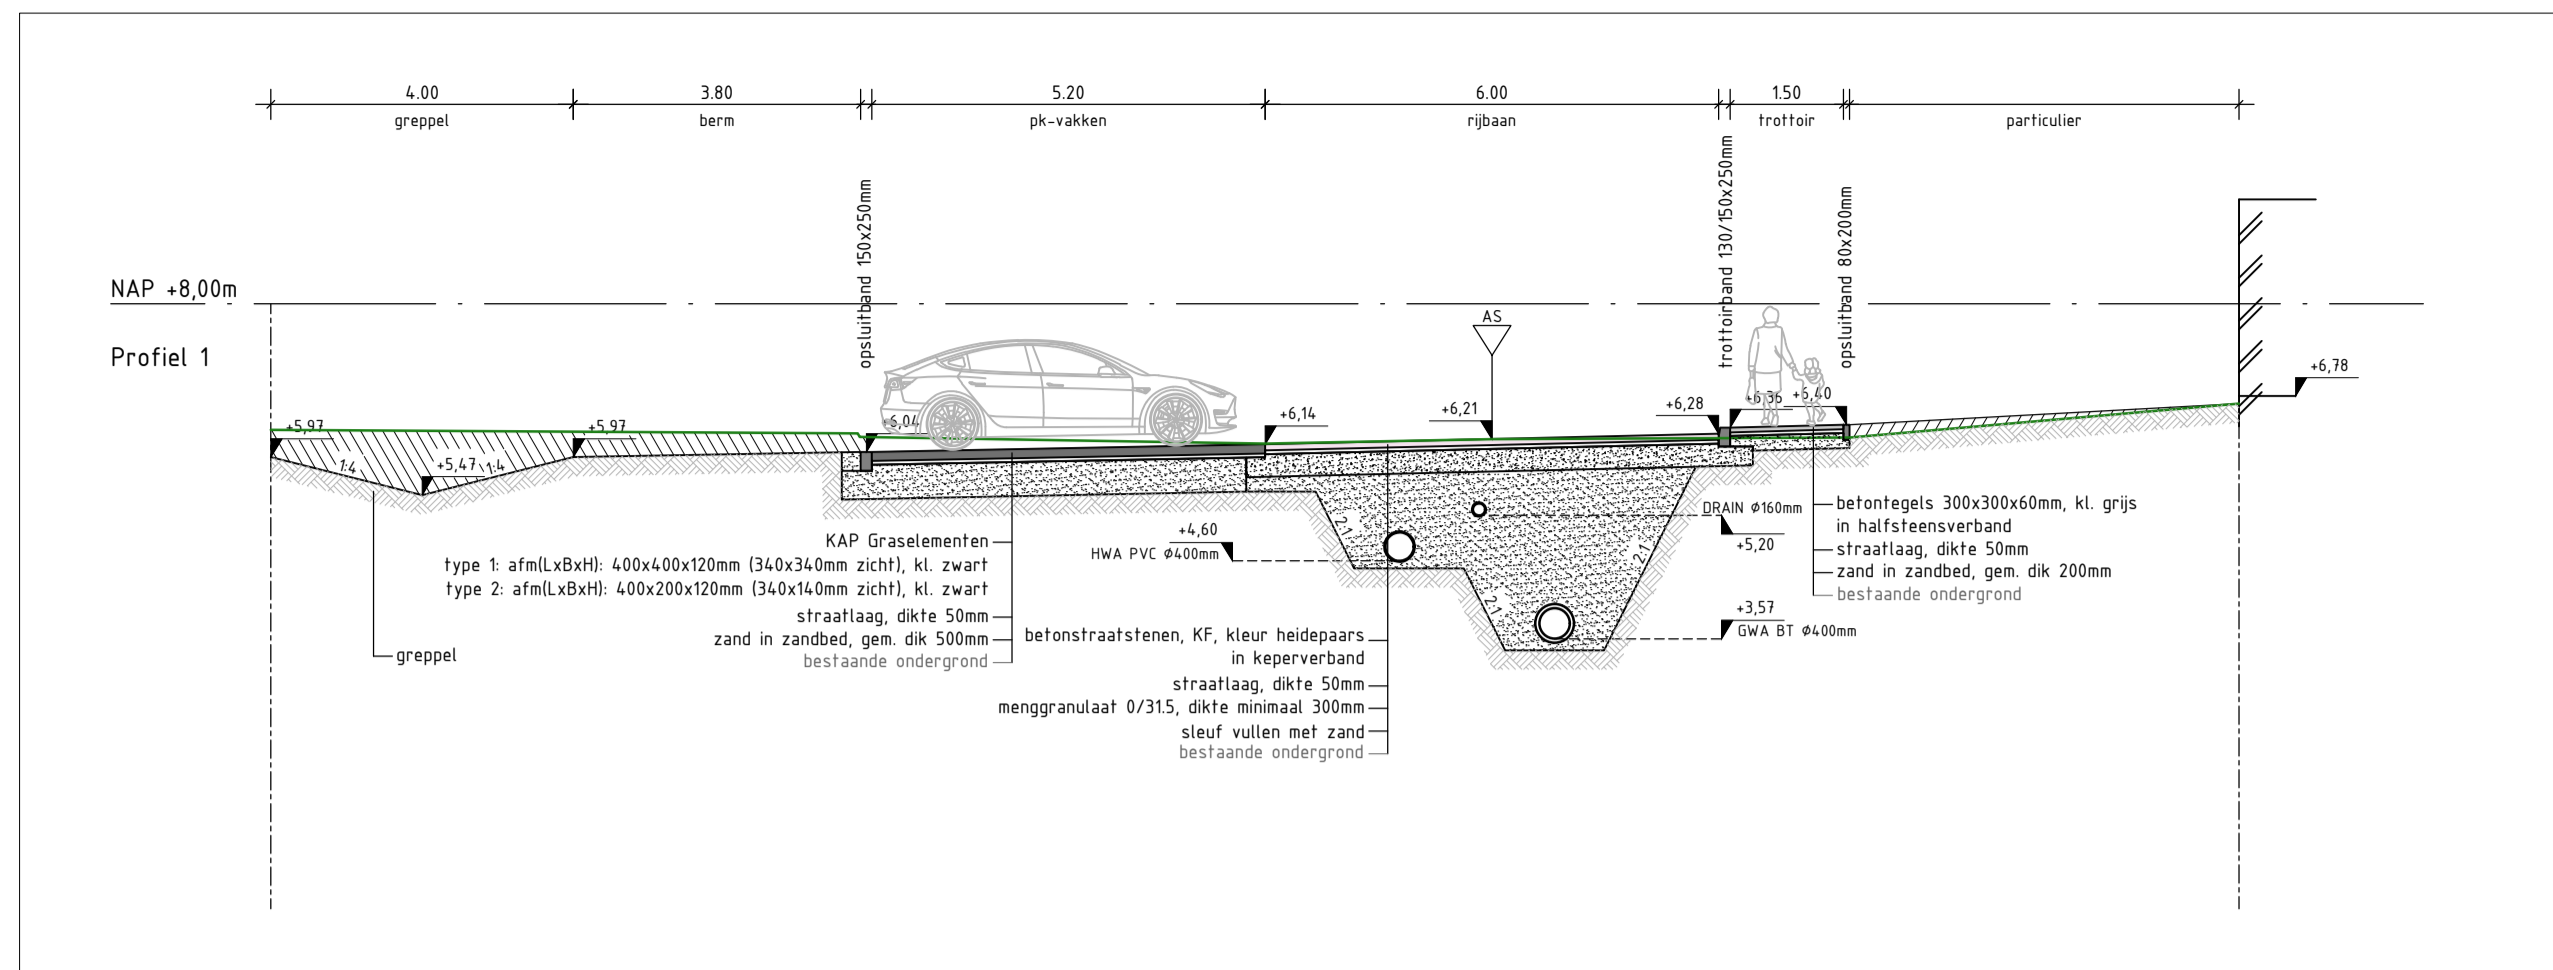 4.00
3.80
5.20
6.00
1.50
greppel
berm
pk-vakken
rijbaan
trottoir
particulier
opsluitband 150x250mm
trottoirband 130/150x250mm
opsluitband 80x200mm
NAP +8,00m
Profiel 1
AS
+6,78
+5,97
+5,97
+6,04
+6,14
+6,21
+6,28
+6,36
+6,40
1:4
+5,47
1:4
2:1
2:1
2:1
DRAIN Ø160mm
+5,20
+4,60
HWA PVC Ø400mm
+3,57
GWA BT Ø400mm
KAP Graselementen
type 1: afm(LxBxH): 400x400x120mm (340x340mm zicht), kl. zwart
type 2: afm(LxBxH): 400x200x120mm (340x140mm zicht), kl. zwart
straatlaag, dikte 50mm
zand in zandbed, gem. dik 500mm
bestaande ondergrond
greppel
betonstraatstenen, KF, kleur heidepaars
in keperverband
straatlaag, dikte 50mm
menggranulaat 0/31.5, dikte minimaal 300mm
sleuf vullen met zand
bestaande ondergrond
betontegels 300x300x60mm, kl. grijs
in halfsteensverband
straatlaag, dikte 50mm
zand in zandbed, gem. dik 200mm
bestaande ondergrond